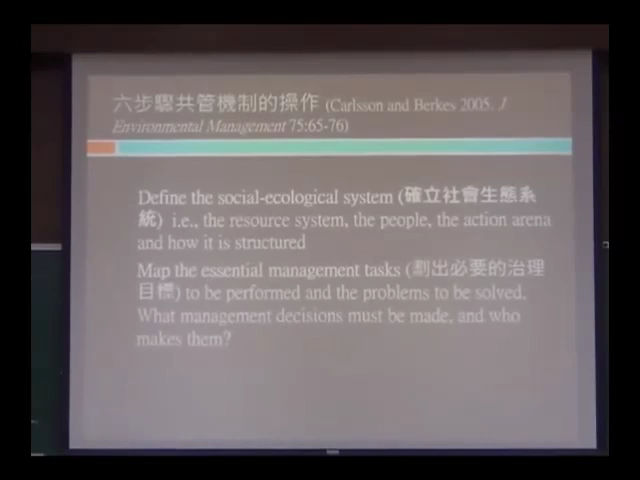 六步驟共管機制的操作 (Carlsson and Berkes 2005. J
Environmental Management 75:65-76)
Define the social-ecological system (確立社會生態系
統) i.e., the resource system, the people, the action arena
and how it is structured
Map the essential management tasks (劃出必要的治理
目標) to be performed and the problems to be solved.
What management decisions must be made, and who
makes them?